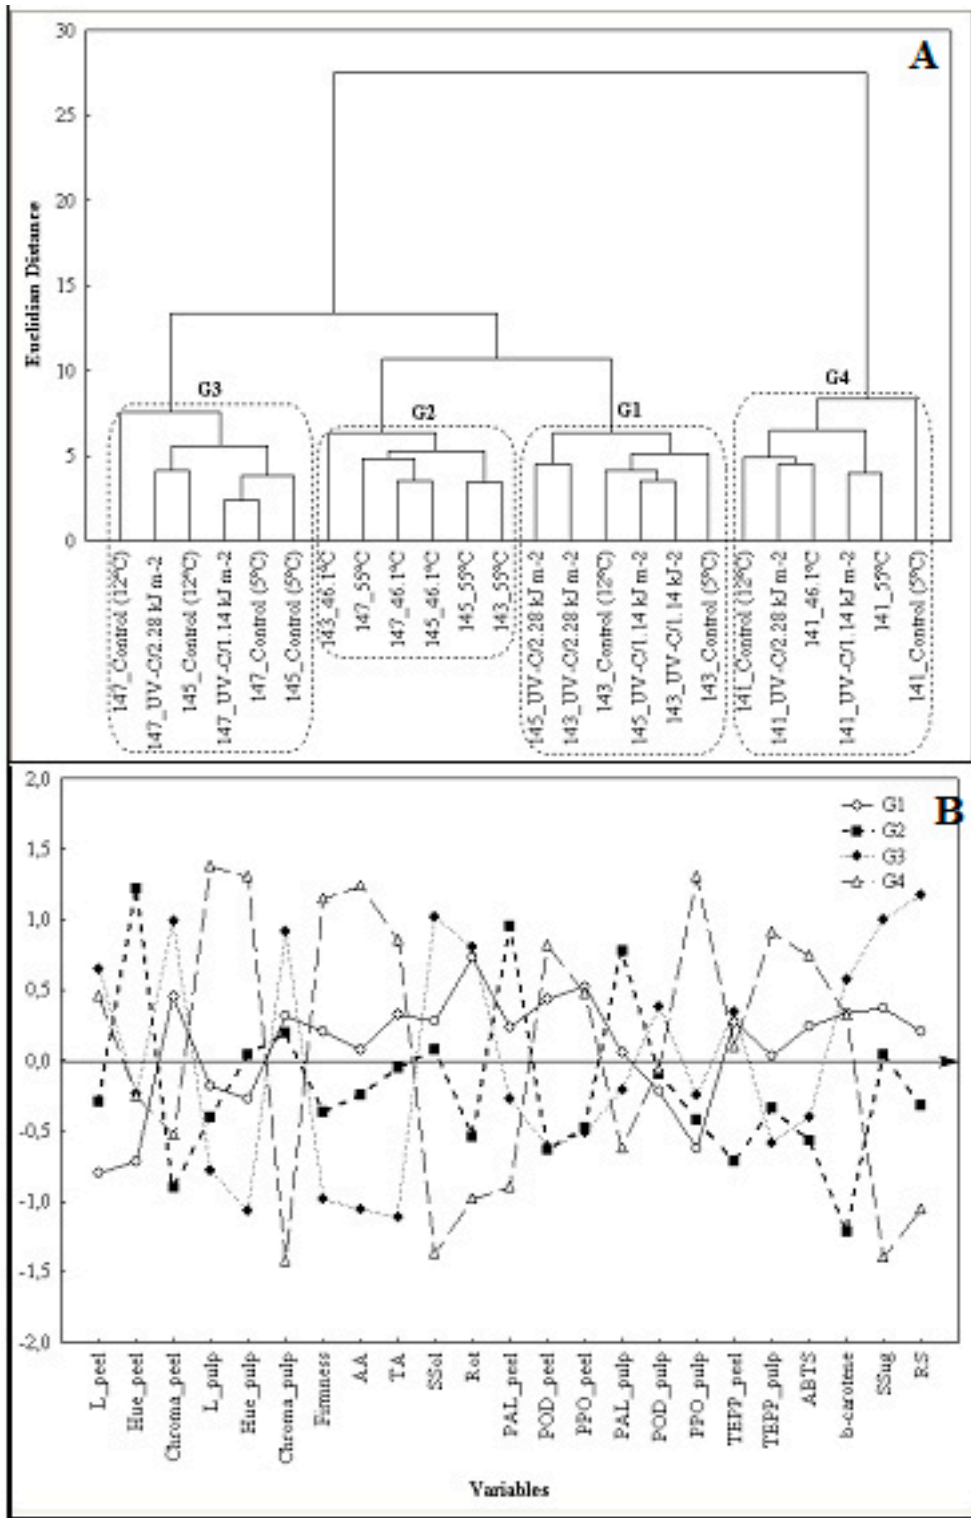 A
30
25
20
15
10
5
0
Euclidian Distance
G3
G2
G1
G4
147_Control (12ºC)
147_UV-C/2.28 kJ m-2
145_Control (12ºC)
147_UV-C/1.14 kJ m-2
147_Control (5ºC)
145_Control (5ºC)
143_46.1ºC
147_55ºC
147_46.1ºC
145_46.1ºC
145_55ºC
143_55ºC
145_UV-C/2.28 kJ m-2
143_UV-C/2.28 kJ m-2
143_Control (12ºC)
145_UV-C/1.14 kJ m-2
143_UV-C/1.14 kJ-2
143_Control (5ºC)
141_Control (12ºC)
141_UV-C/2.28 kJ m-2
141_46.1ºC
141_UV-C/1.14 kJ m-2
141_55ºC
141_Control (5ºC)
B
G1
G2
G3
G4
2,0
1,5
1,0
0,5
0,0
-0,5
-1,0
-1,5
-2,0
L_peel
Hue_peel
Chroma_peel
L_pulp
Hue_pulp
Chroma_pulp
Firmness
AA
TA
SSol
Rot
PAL_peel
POD_peel
PPO_peel
PAL_pulp
POD_pulp
PPO_pulp
TEPP_peel
TEPP_pulp
ABTS
b-carotene
SSug
RS
Variables